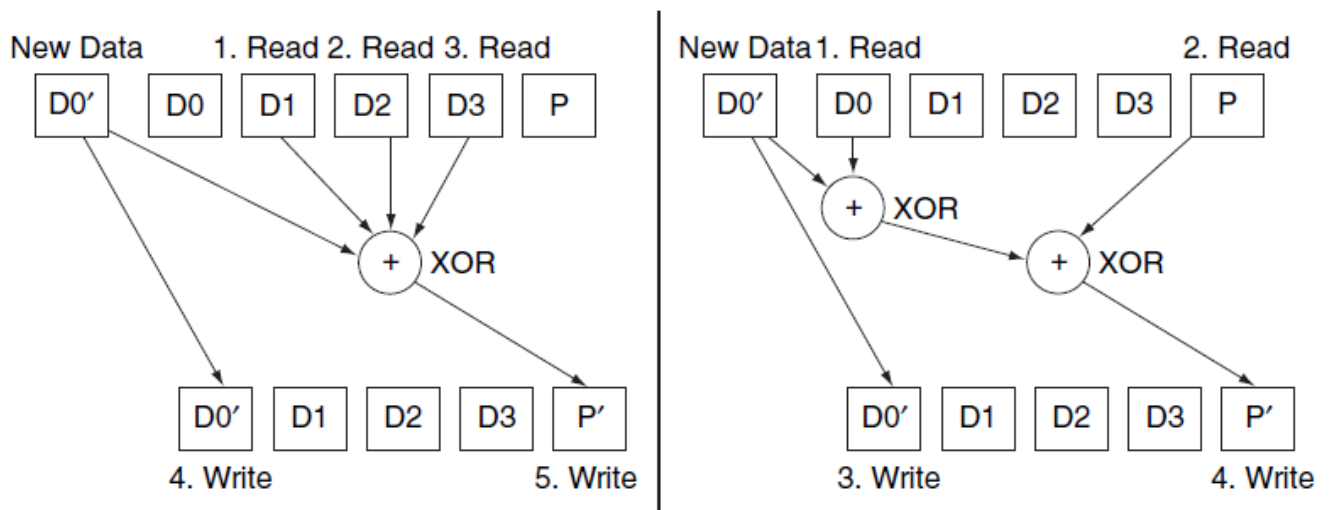 New Data 1. Read 2. Read 3. Read
D0′ D0 D1 D2 D3 P
+ XOR
D0′ D1 D2 D3 P′
4. Write 5. Write
New Data 1. Read 2. Read
D0′ D0 D1 D2 D3 P
+ XOR
+ XOR
D0′ D1 D2 D3 P′
3. Write 4. Write